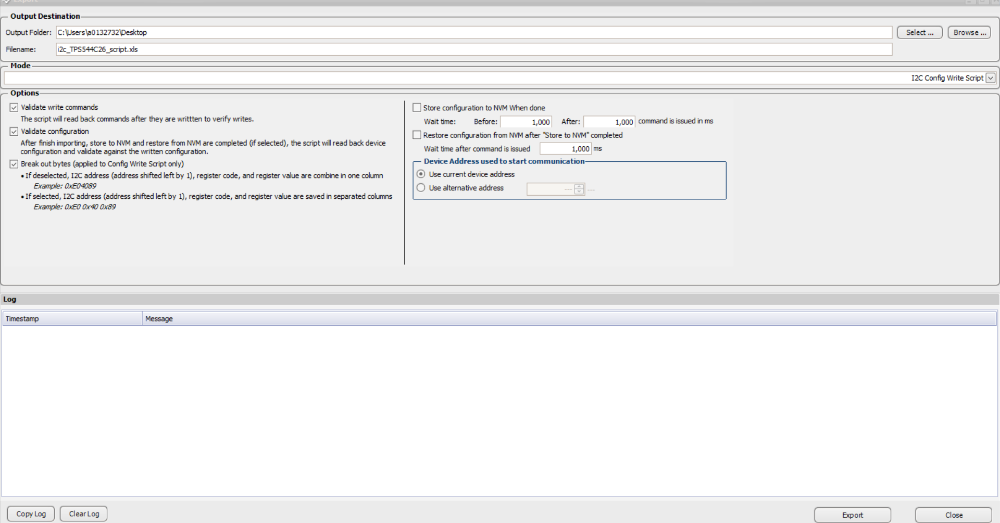 Export
Output Destination
Output Folder: C:\Users\a0132732\Desktop Select ... Browse ...
Filename: i2c_TPS544C26_script.xls
Mode
I2C Config Write Script
Options
Validate write commands
The script will read back commands after they are writtten to verify writes.
Validate configuration
After finish importing, store to NVM and restore from NVM are completed (if selected), the script will read back device
configuration and validate against the written configuration.
Break out bytes (applied to Config Write Script only)
• If deselected, I2C address (address shifted left by 1), register code, and register value are combine in one column
Example: 0xE04089
• If selected, I2C address (address shifted left by 1), register code, and register value are saved in separated columns
Example: 0xE0 0x40 0x89
Store configuration to NVM When done
Wait time: Before: 1,000 After: 1,000 command is issued in ms
Restore configuration from NVM after "Store to NVM" completed
Wait time after command is issued 1,000 ms
Device Address used to start communication
Use current device address
Use alternative address --- ---
Log
Timestamp Message
Copy Log Clear Log Export Close